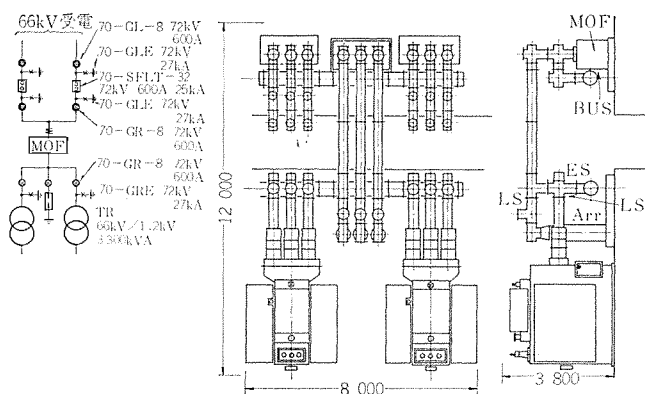 66kV受電
70-GL-8 72kV
600A
70-GLE 72kV
27kA
70-SFLT-32
72kV 600A 25kA
70-GLE 72kV
27kA
70-GR-8 72kV
600A
MOF
70-GR-8 72kV
600A
70-GRE 72kV
27kA
TR
66kV/1.2kV
3300kVA
12 000
8 000
MOF
BUS
ES
LS
LS
Arr
3 800